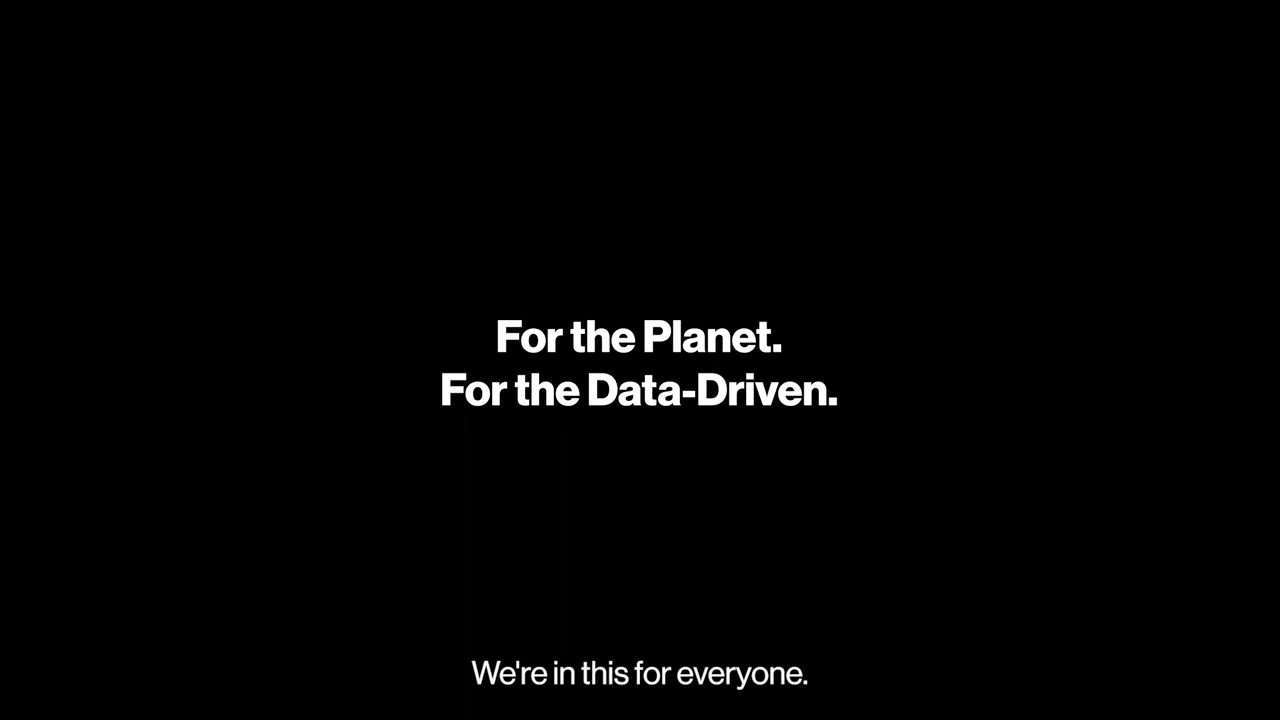 For the Planet.
For the Data-Driven.
We're in this for everyone.